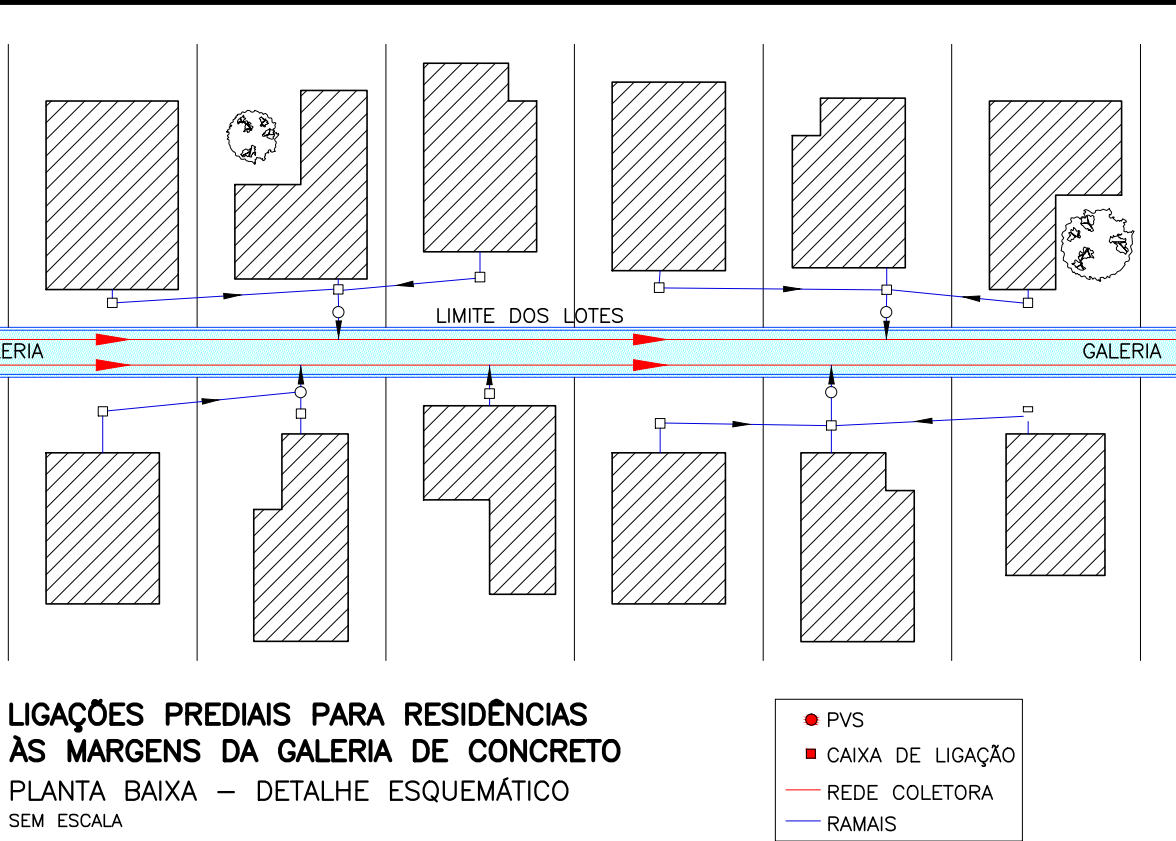 LIMITE DOS LOTES
ERIA
GALERIA
LIGAÇÕES PREDIAIS PARA RESIDÊNCIAS
ÀS MARGENS DA GALERIA DE CONCRETO
PLANTA BAIXA – DETALHE ESQUEMÁTICO
SEM ESCALA
PVS
CAIXA DE LIGAÇÃO
REDE COLETORA
RAMAIS